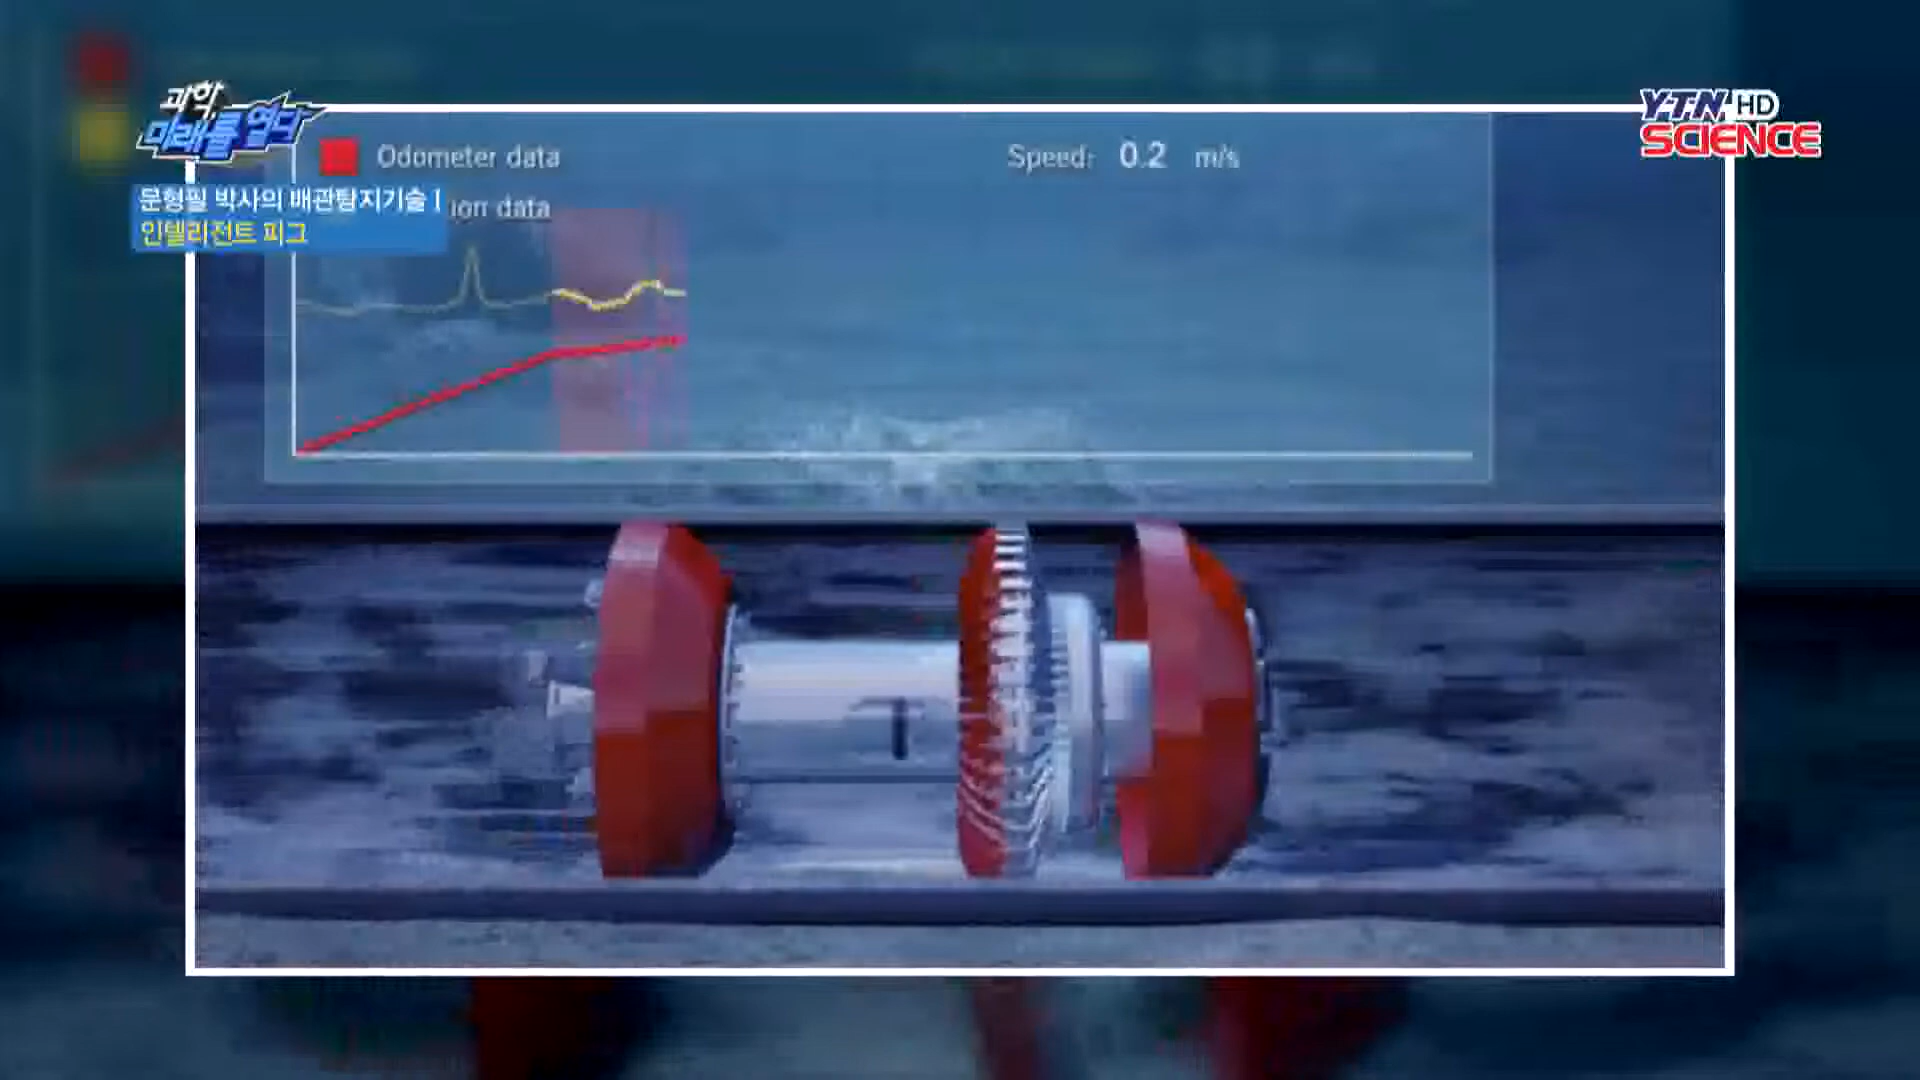 과학,
미래를 엽다
YTN HD
SCIENCE
Odometer data
Speed: 0.2 m/s
문형필 박사의 배관탐지기술 I
ion data
인텔리전트 피그